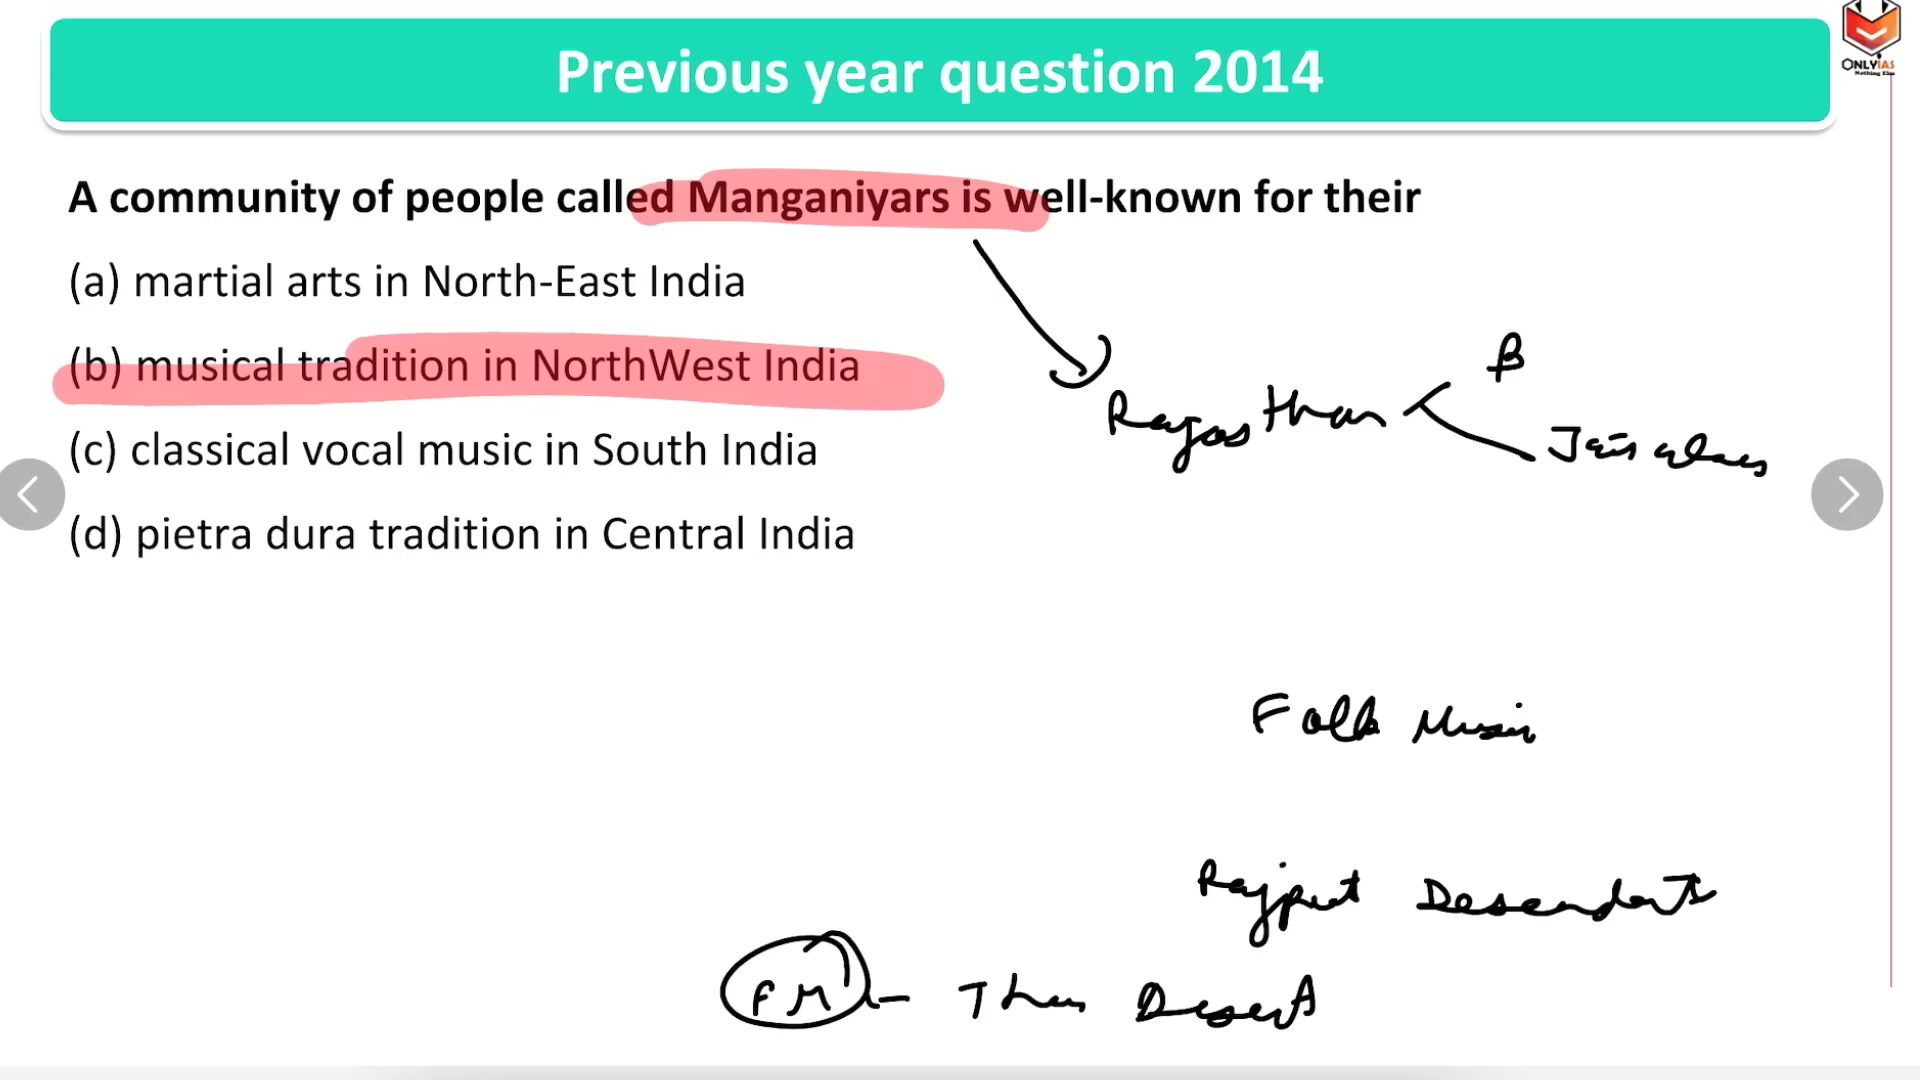 Previous year question 2014
ONLYIAS
Nothing Else
A community of people called Manganiyars is well-known for their
(a) martial arts in North-East India
(b) musical tradition in NorthWest India
(c) classical vocal music in South India
(d) pietra dura tradition in Central India
B
Rajasthan
Folk Music
Rajput Descendants
FM - Thar Desert